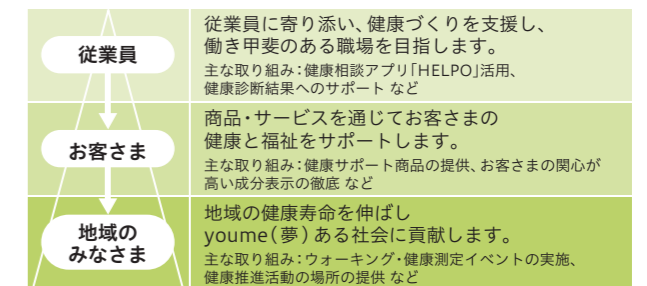 従業員
従業員に寄り添い、健康づくりを支援し、
働き甲斐のある職場を目指します。
主な取り組み：健康相談アプリ「HELPO」活用、
健康診断結果へのサポート など
お客さま
商品・サービスを通じてお客さまの
健康と福祉をサポートします。
主な取り組み：健康サポート商品の提供、お客さまの関心が
高い成分表示の徹底 など
地域の
みなさま
地域の健康寿命を伸ばし
youme（夢）ある社会に貢献します。
主な取り組み：ウォーキング・健康測定イベントの実施、
健康推進活動の場所の提供 など